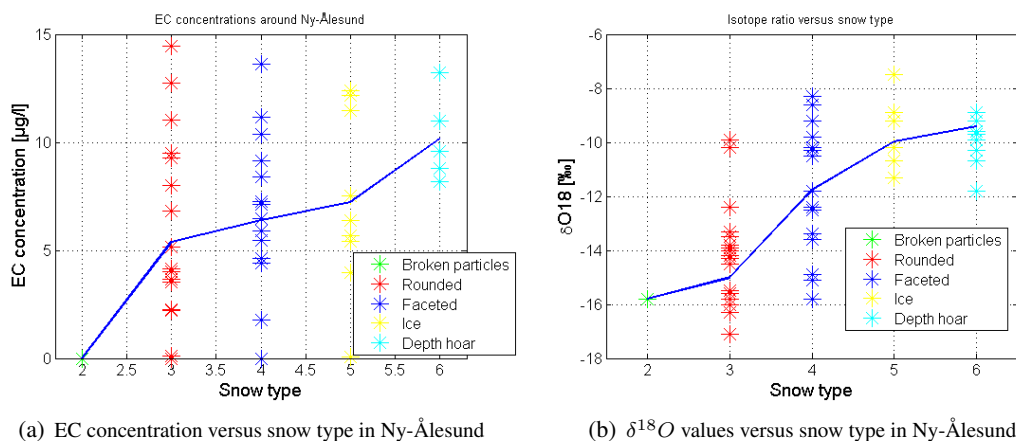 EC concentrations around Ny-Ålesund
15
10
5
0
EC concentration [µg/l]
2 2.5 3 3.5 4 4.5 5 5.5 6
Snow type
Broken particles
Rounded
Faceted
Ice
Depth hoar
(a) EC concentration versus snow type in Ny-Ålesund
Isotope ratio versus snow type
-6
-8
-10
-12
-14
-16
-18
δO18 [‰]
2 3 4 5 6
Snow type
Broken particles
Rounded
Faceted
Ice
Depth hoar
(b) δ¹⁸O values versus snow type in Ny-Ålesund